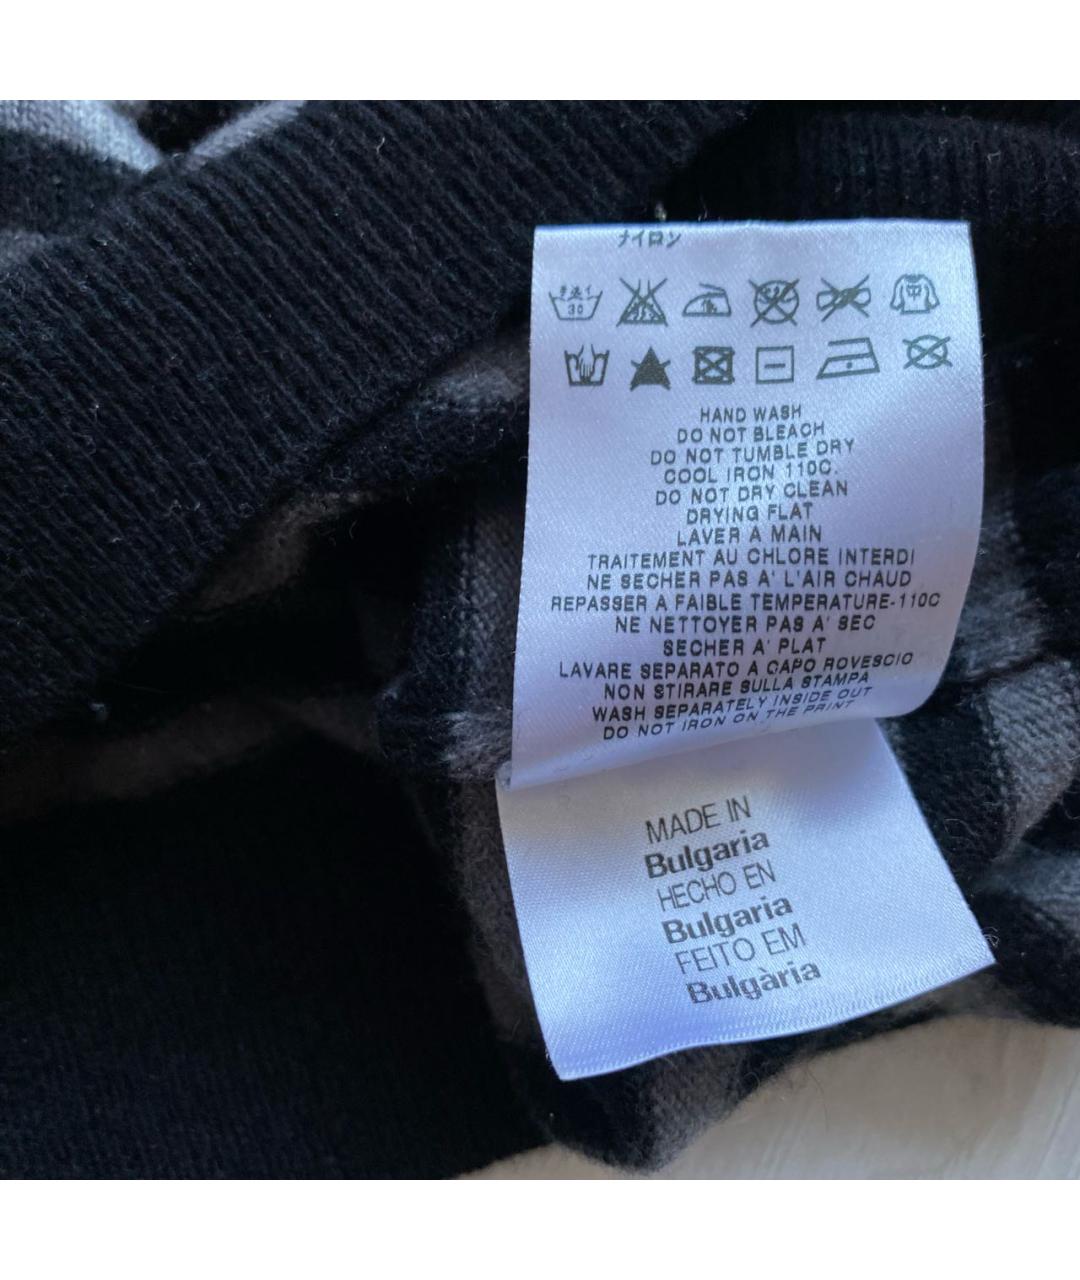 ナイロン
30
HAND WASH
DO NOT BLEACH
DO NOT TUMBLE DRY
COOL IRON 110C.
DO NOT DRY CLEAN
DRYING FLAT
LAVER A MAIN
TRAITEMENT AU CHLORE INTERDI
NE SECHER PAS A' L'AIR CHAUD
REPASSER A FAIBLE TEMPERATURE-110C
NE NETTOYER PAS A' SEC
SECHER A' PLAT
LAVARE SEPARATO A CAPO ROVESCIO
NON STIRARE SULLA STAMPA
WASH SEPARATELY INSIDE OUT
DO NOT IRON ON THE PRINT
MADE IN
Bulgaria
HECHO EN
Bulgaria
FEITO EM
Bulgària